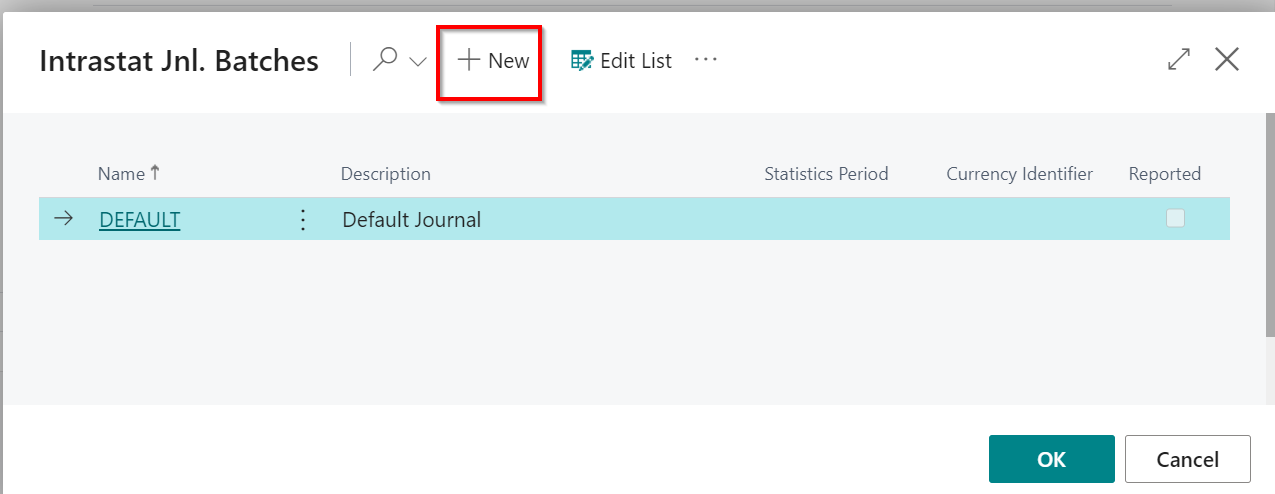 Intrastat Jnl. Batches New Edit List ...
Name Description Statistics Period Currency Identifier Reported
DEFAULT Default Journal
OK Cancel